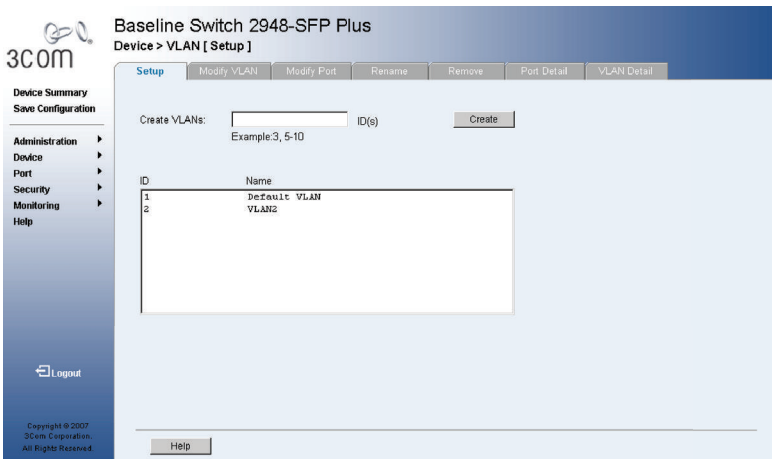 3COM
Baseline Switch 2948-SFP Plus
Device > VLAN [ Setup ]
Setup Modify VLAN Modify Port Rename Remove Port Detail VLAN Detail
Device Summary
Save Configuration
Administration
Device
Port
Security
Monitoring
Help
Logout
Copyright © 2007
3Com Corporation.
All Rights Reserved.
Create VLANs: ID(s) Create
Example:3, 5-10
ID Name
1 Default VLAN
2 VLAN2
Help